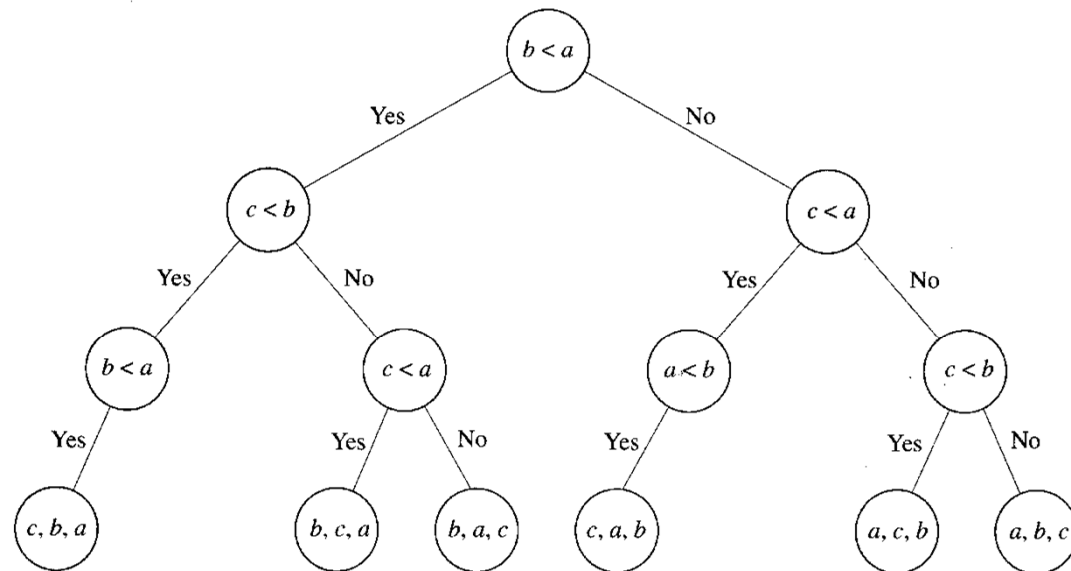 b < a
Yes
No
c < b
c < a
Yes
No
Yes
No
b < a
c < a
a < b
c < b
Yes
Yes
No
Yes
Yes
No
c, b, a
b, c, a
b, a, c
c, a, b
a, c, b
a, b, c